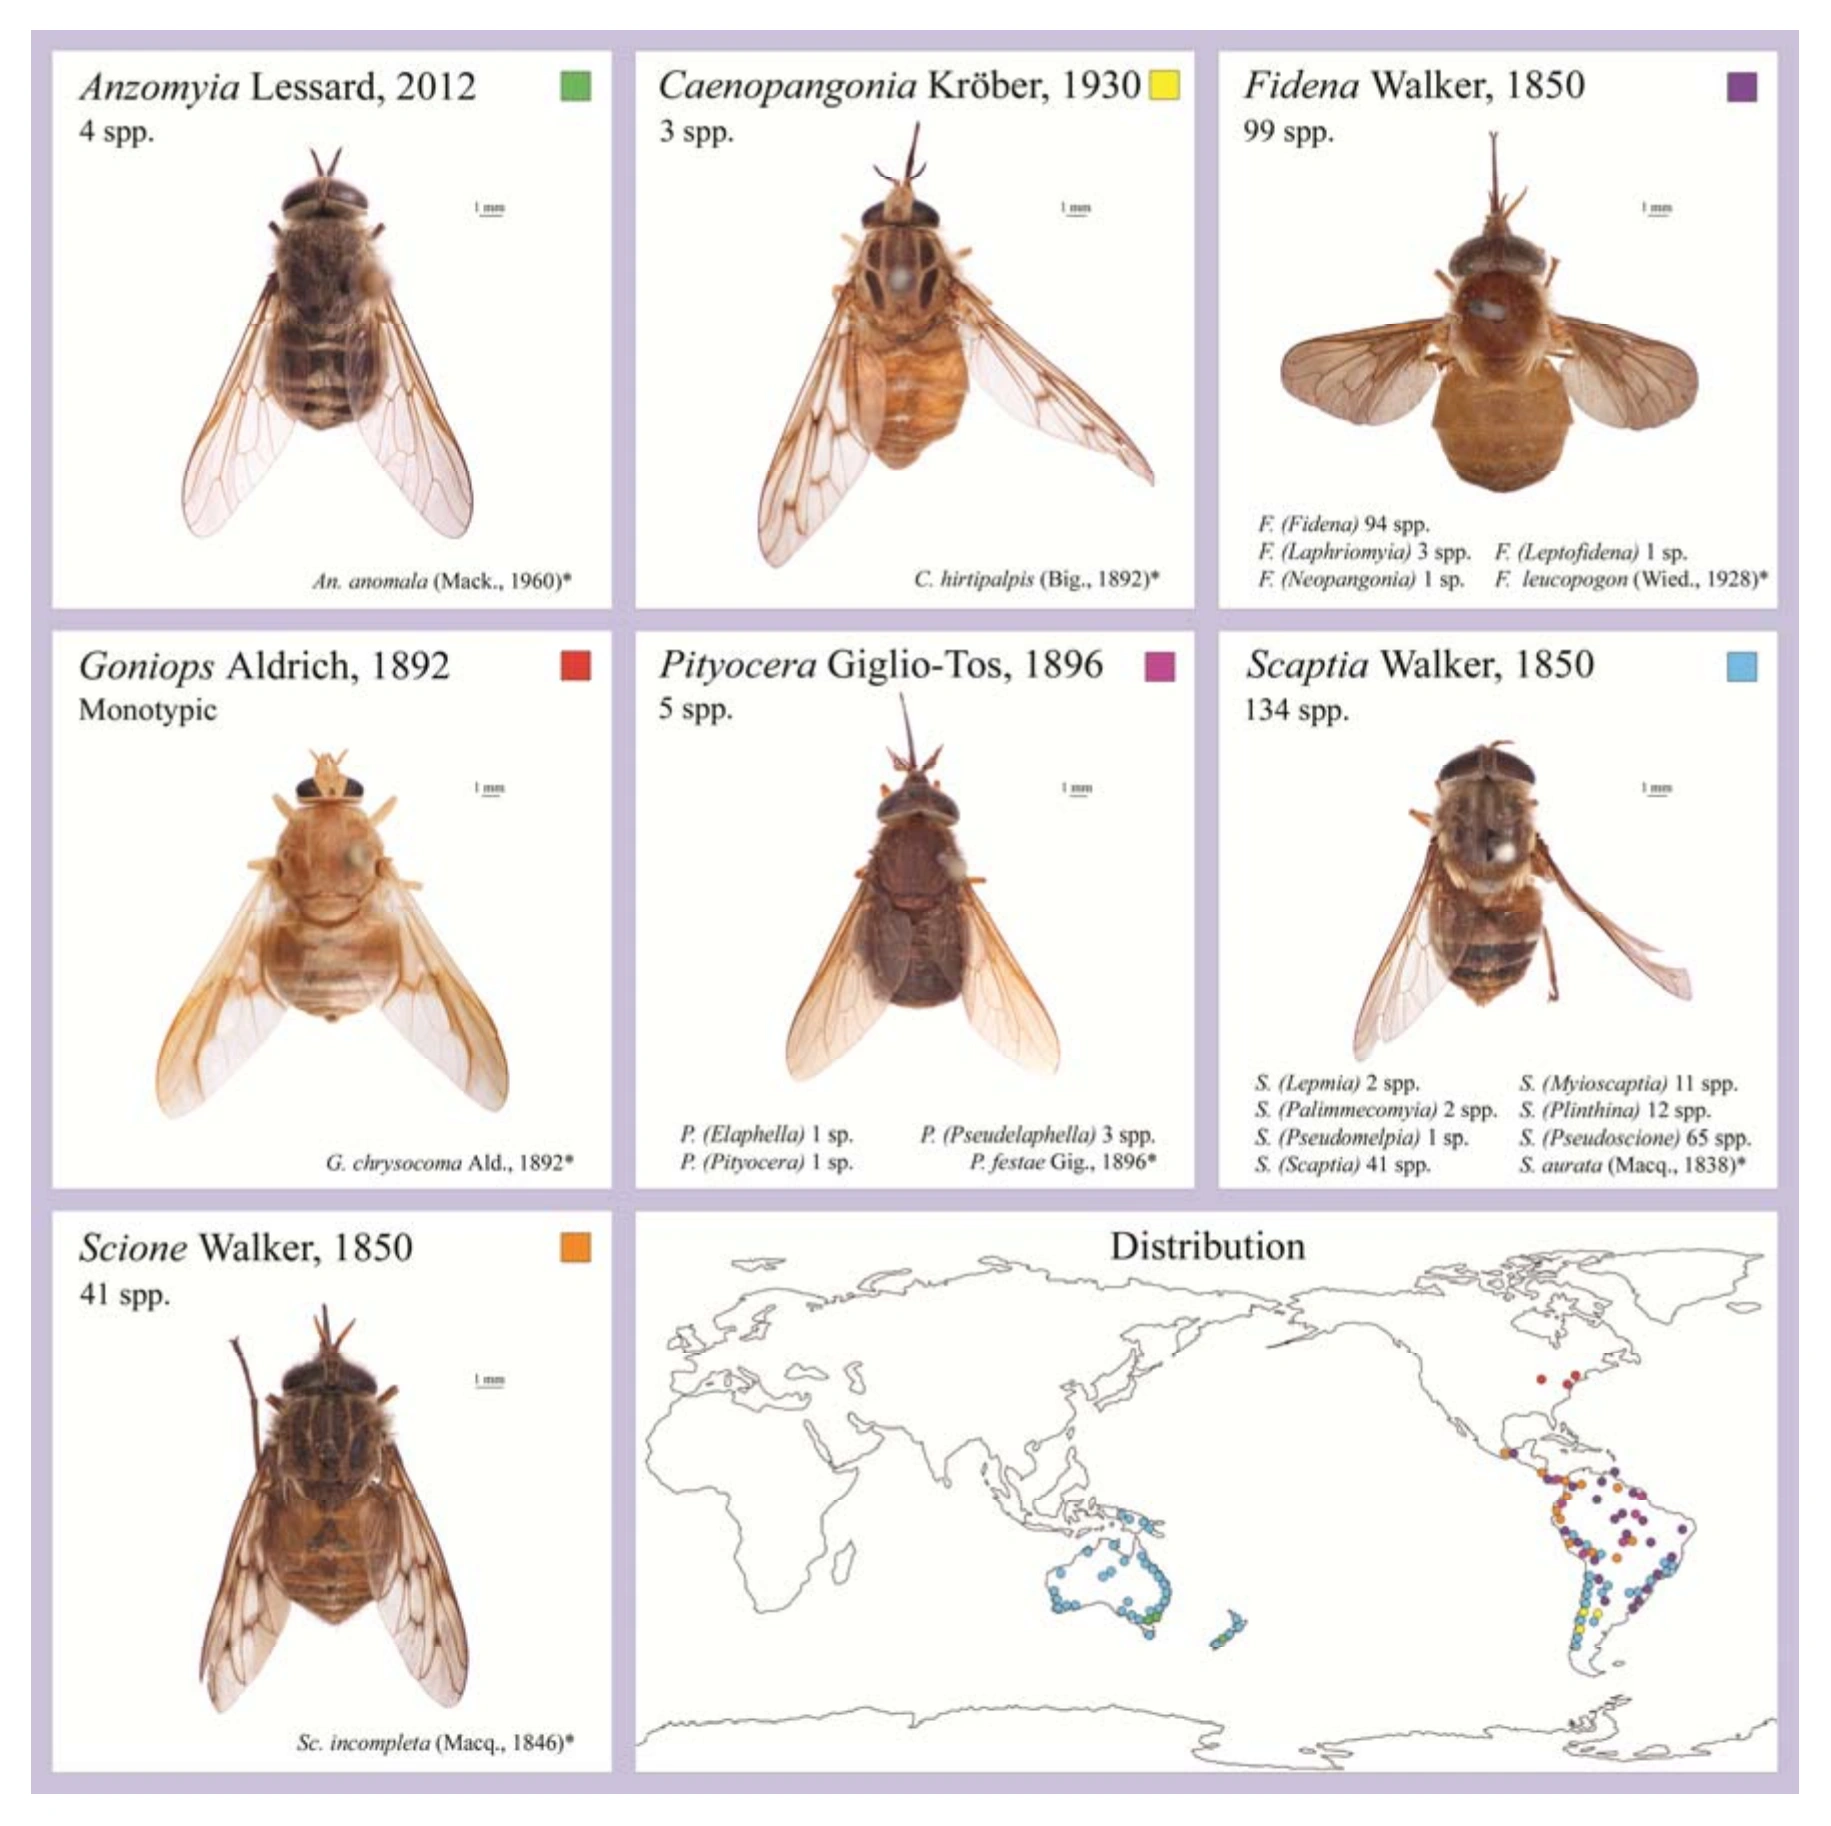 Anzomyia Lessard, 2012
4 spp.
1 mm
An. anomala (Mack., 1960)*
Caenopangonia Kröber, 1930
3 spp.
1 mm
C. hirtipalpis (Big., 1892)*
Fidena Walker, 1850
99 spp.
1 mm
F. (Fidena) 94 spp.
F. (Laphriomyia) 3 spp. F. (Leptofidena) 1 sp.
F. (Neopangonia) 1 sp. F. leucopogon (Wied., 1928)*
Goniops Aldrich, 1892
Monotypic
1 mm
G. chrysocoma Ald., 1892*
Pityocera Giglio-Tos, 1896
5 spp.
1 mm
P. (Elaphella) 1 sp. P. (Pseudelaphella) 3 spp.
P. (Pityocera) 1 sp. P. festae Gig., 1896*
Scaptia Walker, 1850
134 spp.
1 mm
S. (Lepmia) 2 spp. S. (Myioscaptia) 11 spp.
S. (Palimmecomyia) 2 spp. S. (Plinthina) 12 spp.
S. (Pseudomelpia) 1 sp. S. (Pseudoscione) 65 spp.
S. (Scaptia) 41 spp. S. aurata (Macq., 1838)*
Scione Walker, 1850
41 spp.
1 mm
Sc. incompleta (Macq., 1846)*
Distribution